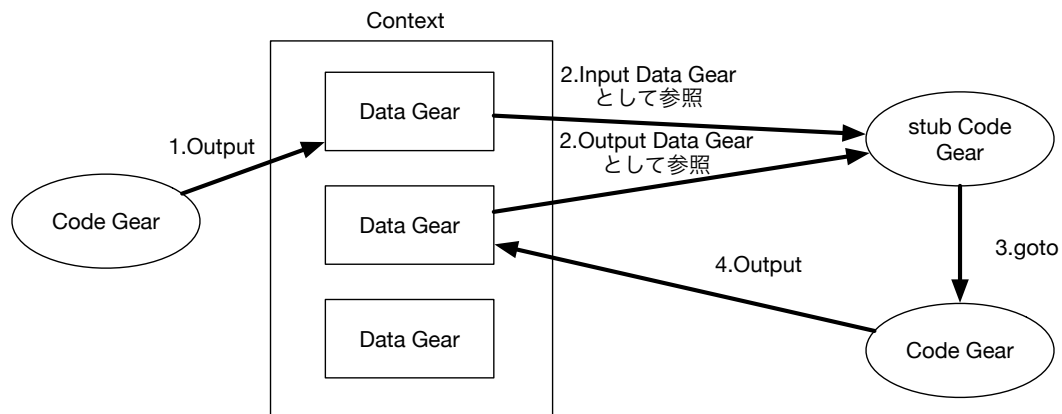 Context
Data Gear
2.Input Data Gear
として参照
stub Code
Gear
1.Output
2.Output Data Gear
として参照
Code Gear
Data Gear
3.goto
4.Output
Data Gear
Code Gear